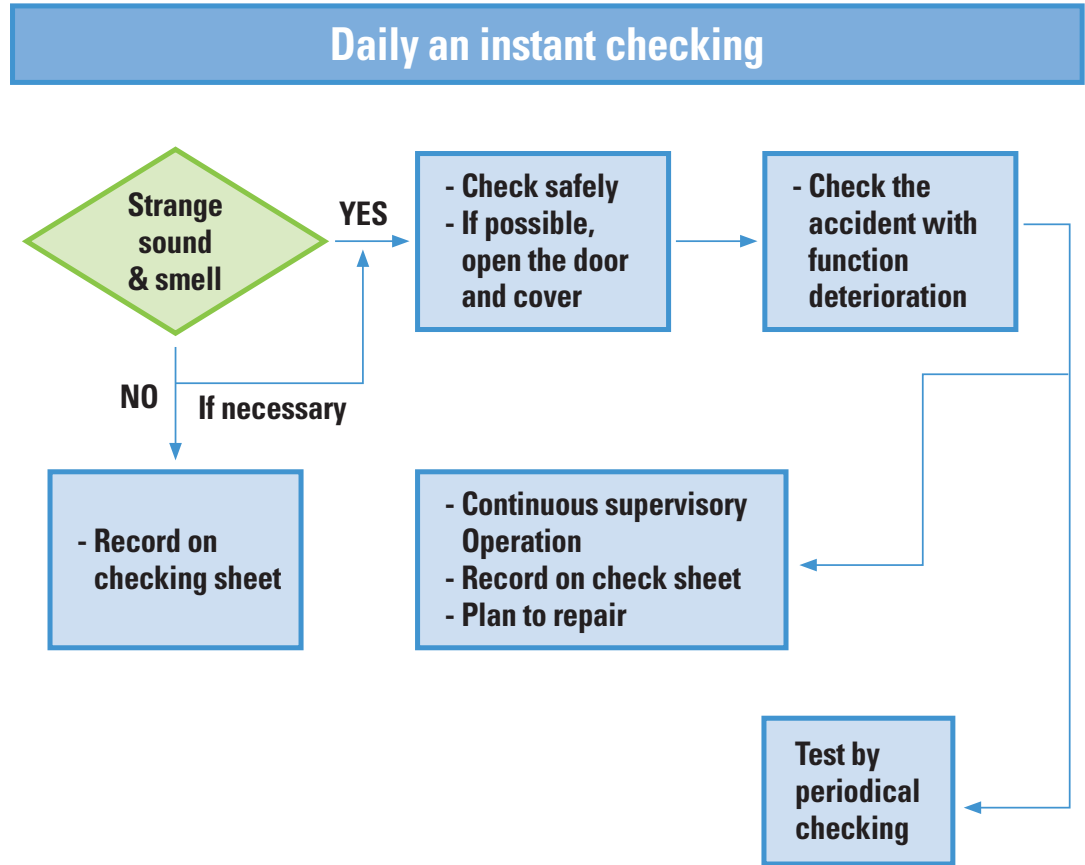 Daily an instant checking
Strange
sound
& smell
YES
- Check safely
- If possible,
open the door
and cover
- Check the
accident with
function
deterioration
NO
If necessary
- Record on
checking sheet
- Continuous supervisory
Operation
- Record on check sheet
- Plan to repair
Test by
periodical
checking